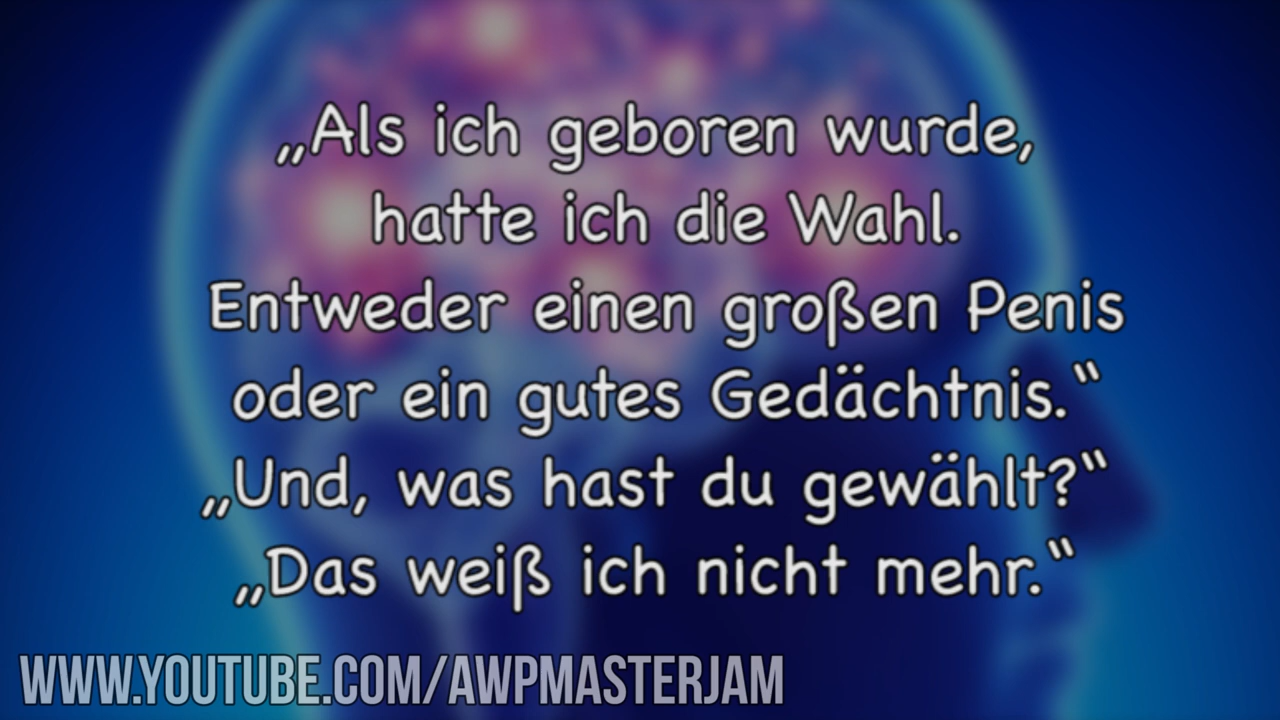 „Als ich geboren wurde,
hatte ich die Wahl.
Entweder einen großen Penis
oder ein gutes Gedächtnis.“
„Und, was hast du gewählt?“
„Das weiß ich nicht mehr.“
WWW.YOUTUBE.COM/AWPMASTERJAM